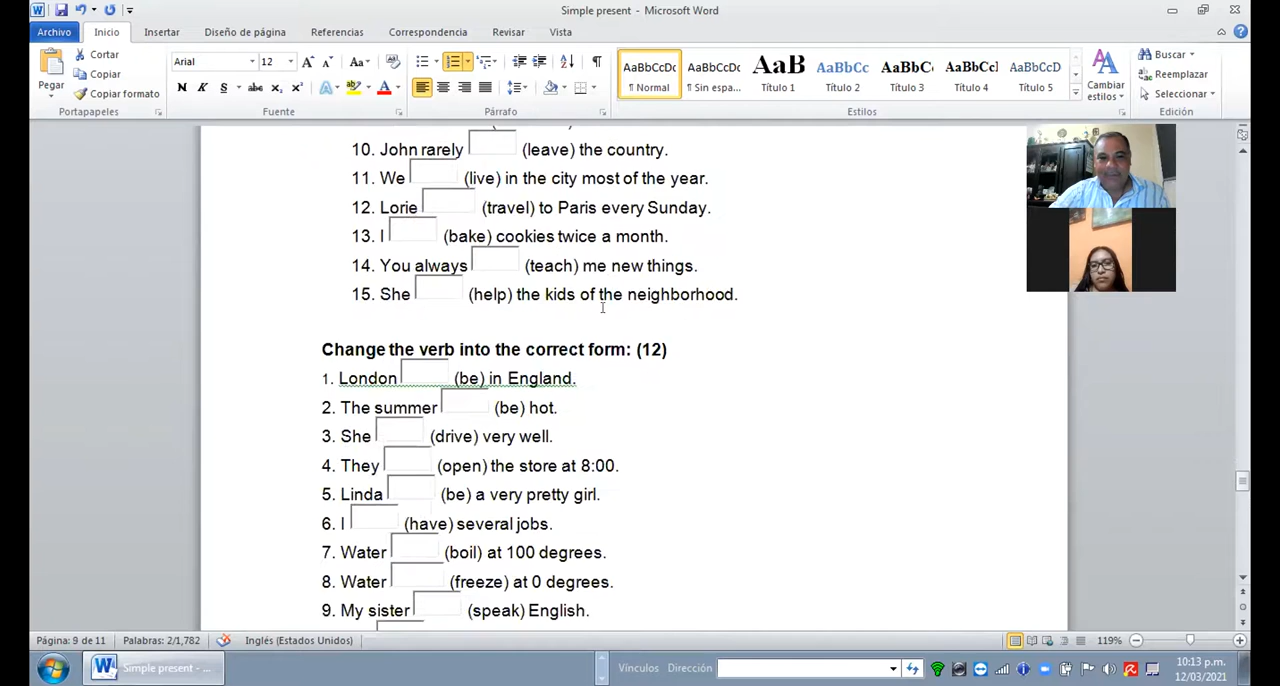 Simple present - Microsoft Word
Archivo Inicio Insertar Diseño de página Referencias Correspondencia Revisar Vista
Pegar
Cortar
Copiar
Copiar formato
Portapapeles
Arial 12
Fuente
Párrafo
AaBbCcDc AaBbCcDc AaB AaBbCc AaBbC AaBbCcI AaBbCcD
¶ Normal ¶ Sin espa... Título 1 Título 2 Título 3 Título 4 Título 5
Estilos
Cambiar estilos
Buscar
Reemplazar
Seleccionar
Edición
10. John rarely (leave) the country.
11. We (live) in the city most of the year.
12. Lorie (travel) to Paris every Sunday.
13. I (bake) cookies twice a month.
14. You always (teach) me new things.
15. She (help) the kids of the neighborhood.
Change the verb into the correct form: (12)
1. London (be) in England.
2. The summer (be) hot.
3. She (drive) very well.
4. They (open) the store at 8:00.
5. Linda (be) a very pretty girl.
6. I (have) several jobs.
7. Water (boil) at 100 degrees.
8. Water (freeze) at 0 degrees.
9. My sister (speak) English.
Página: 9 de 11 Palabras: 2/1,782 Inglés (Estados Unidos) 119%
Simple present - ... Vínculos Dirección 10:13 p.m.
12/03/2021